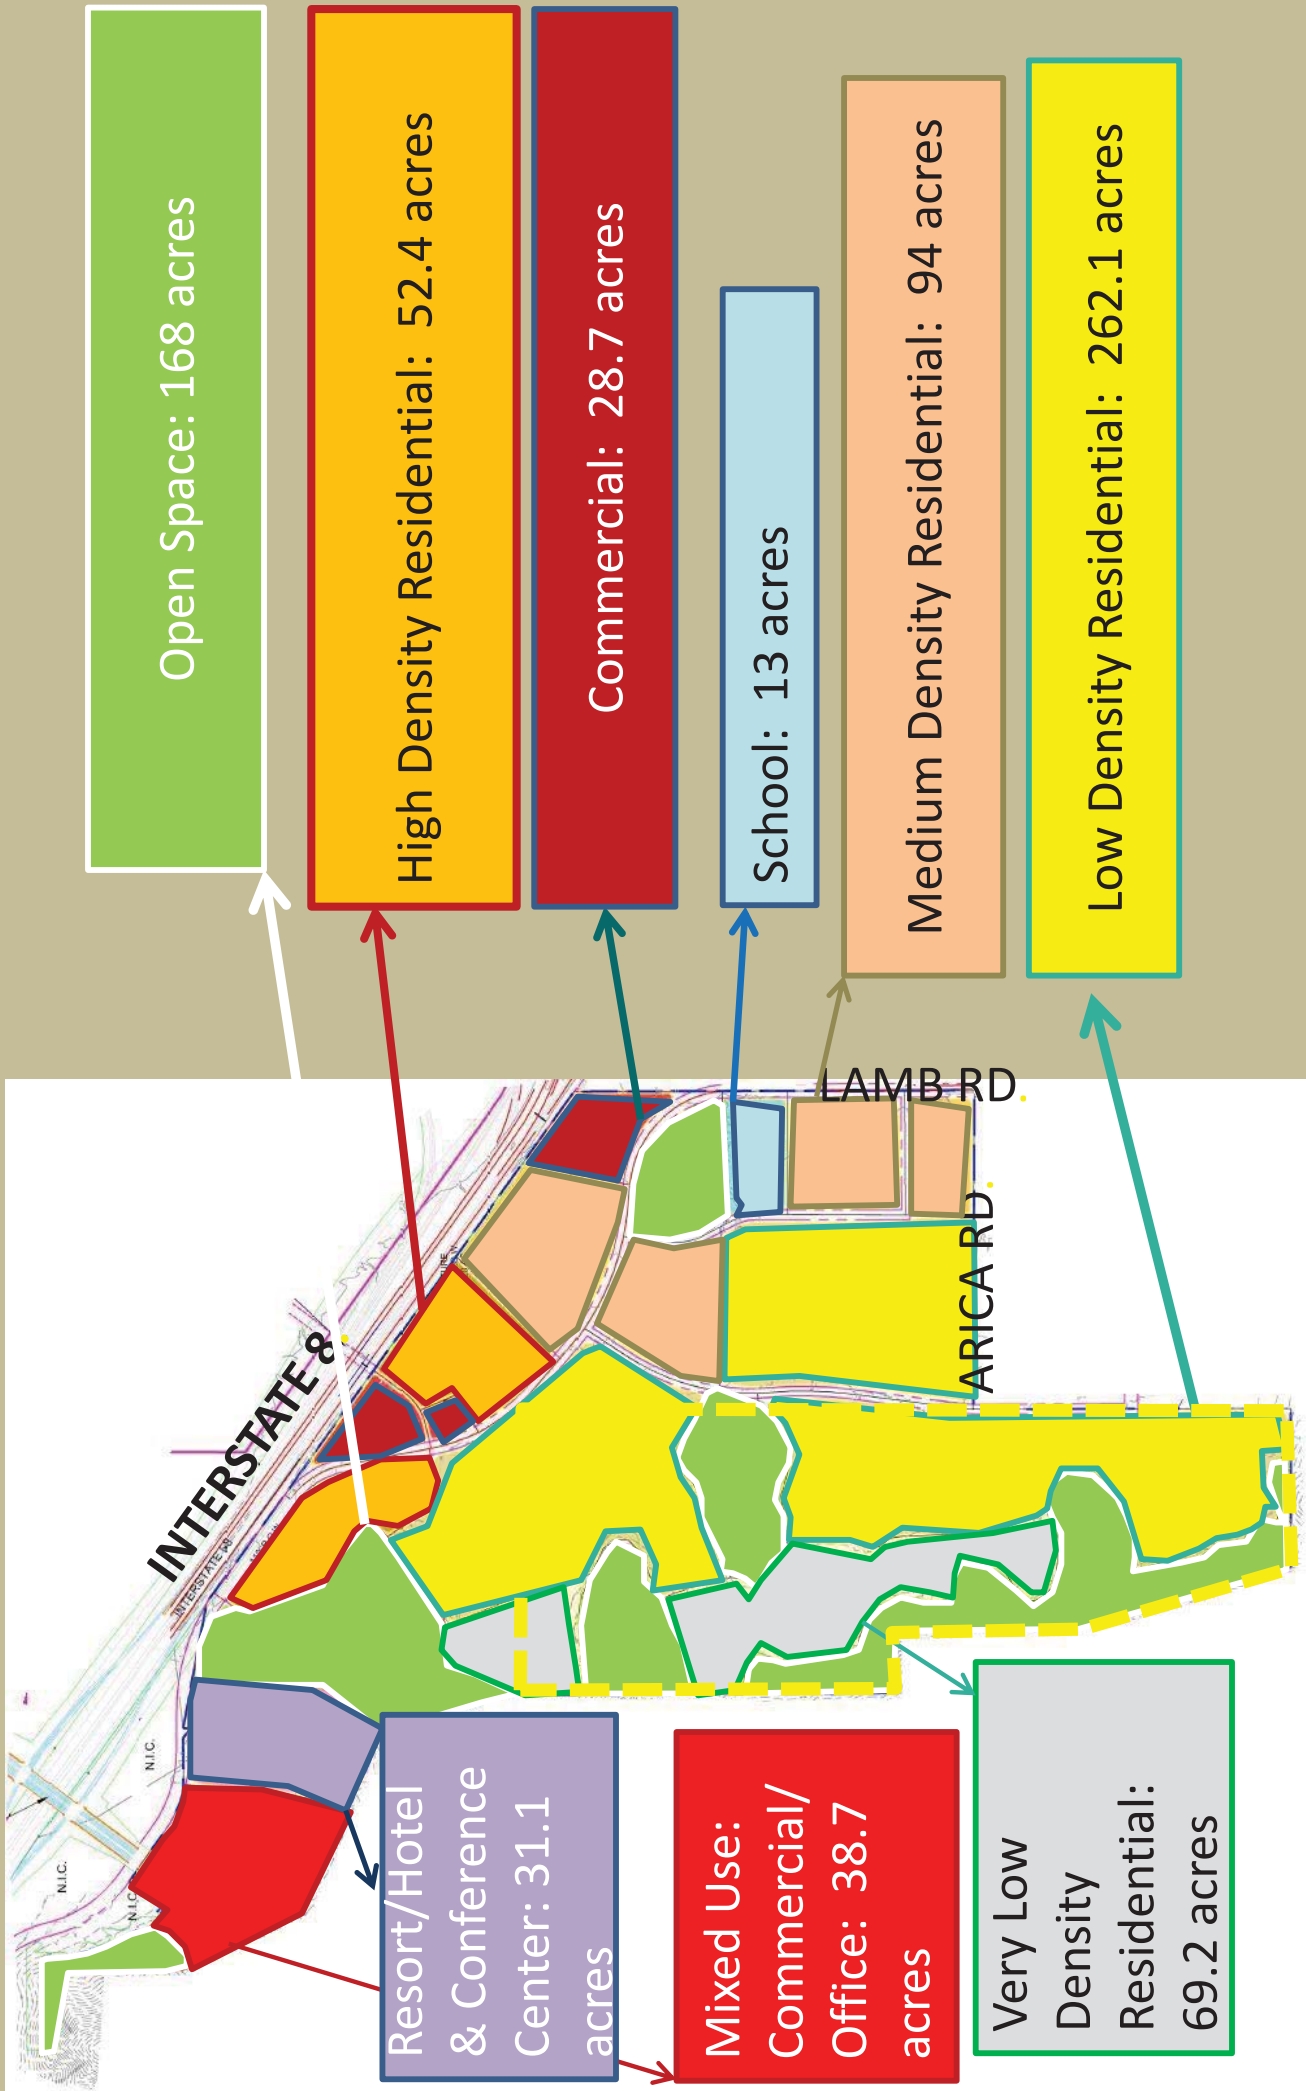 Open Space: 168 acres
High Density Residential: 52.4 acres
Commercial: 28.7 acres
School: 13 acres
Medium Density Residential: 94 acres
Low Density Residential: 262.1 acres
INTERSTATE 8
INTERSTATE
LAMB RD
ARICA RD
N.I.C.
N.I.C.
N.I.C.
Resort/Hotel
& Conference
Center: 31.1
acres
Mixed Use:
Commercial/
Office: 38.7
acres
Very Low
Density
Residential:
69.2 acres